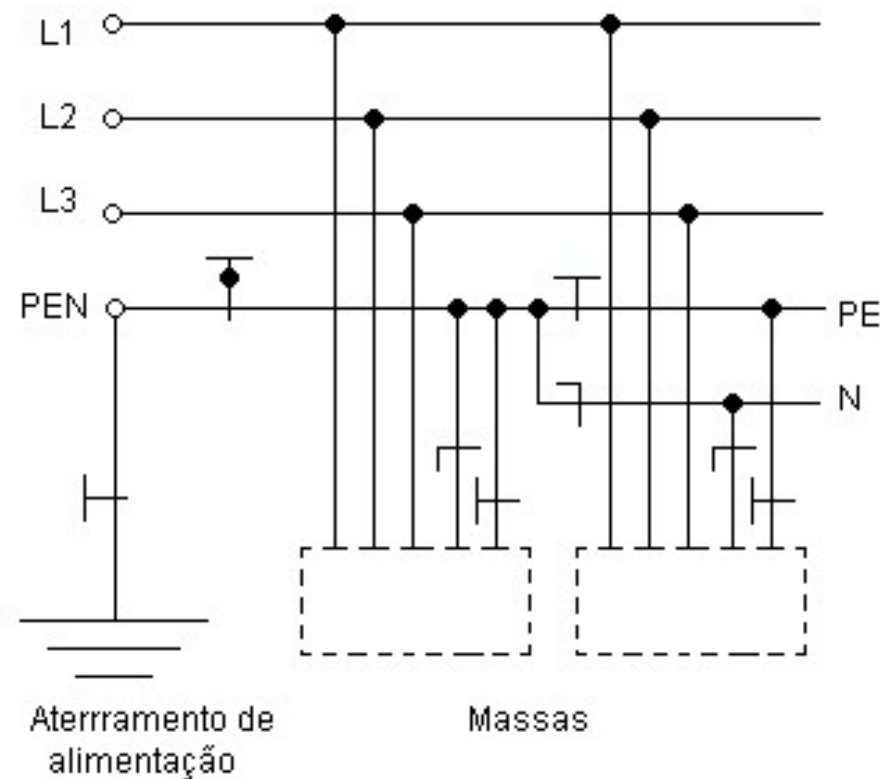 L1
L2
L3
PEN
PE
N
Aterrramento de
alimentação
Massas